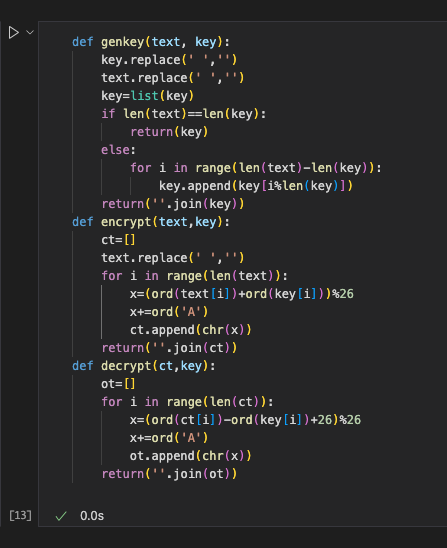 def genkey(text, key):
    key.replace(' ','')
    text.replace(' ','')
    key=list(key)
    if len(text)==len(key):
        return(key)
    else:
        for i in range(len(text)-len(key)):
            key.append(key[i%len(key)])
    return(''.join(key))
def encrypt(text,key):
    ct=[]
    text.replace(' ','')
    for i in range(len(text)):
        x=(ord(text[i])+ord(key[i]))%26
        x+=ord('A')
        ct.append(chr(x))
    return(''.join(ct))
def decrypt(ct,key):
    ot=[]
    for i in range(len(ct)):
        x=(ord(ct[i])-ord(key[i])+26)%26
        x+=ord('A')
        ot.append(chr(x))
    return(''.join(ot))
[13] ✓ 0.0s